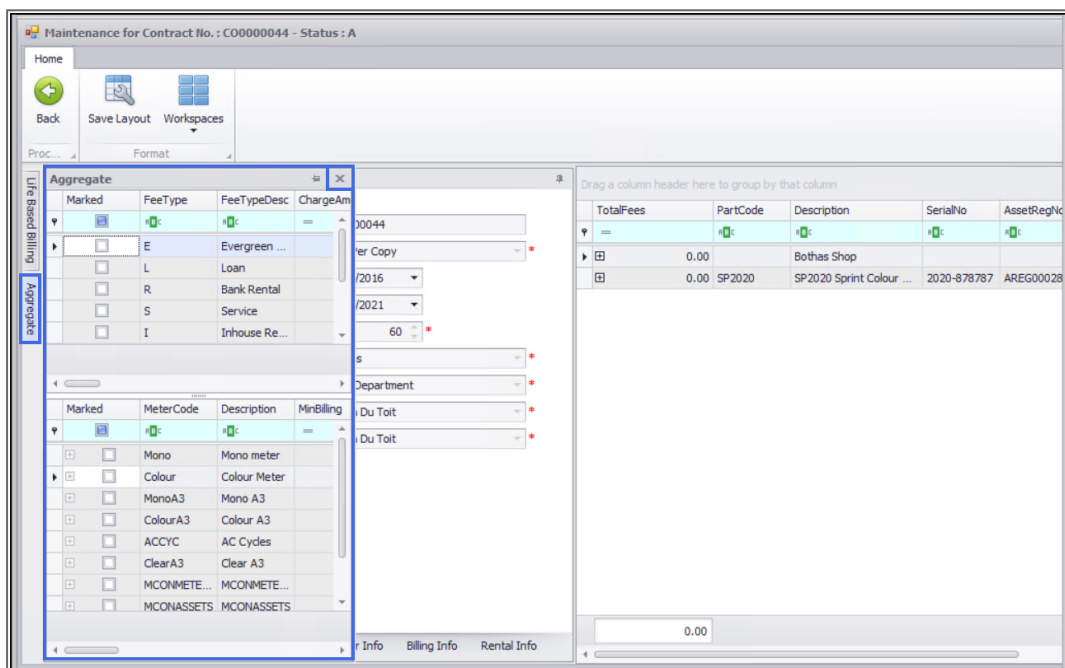 Maintenance for Contract No. : CO0000044 - Status : A
Home
Back
Save Layout
Workspaces
Proc...
Format
Life Based Billing
Aggregate
Aggregate
Marked FeeType FeeTypeDesc ChargeAm
E Evergreen ...
L Loan
R Bank Rental
S Service
I Inhouse Re...
Marked MeterCode Description MinBilling
Mono Mono meter
Colour Colour Meter
MonoA3 Mono A3
ColourA3 Colour A3
ACCYC AC Cycles
ClearA3 Clear A3
MCONMETE... MCONMETE...
MCONASSETS MCONASSETS
00044
Per Copy *
/2016
/2021
60 *
s *
Department *
Du Toit *
Du Toit *
r Info Billing Info Rental Info
Drag a column header here to group by that column
TotalFees PartCode Description SerialNo AssetRegNo
=
0.00 Bothas Shop
0.00 SP2020 SP2020 Sprint Colour ... 2020-878787 AREG00028
0.00